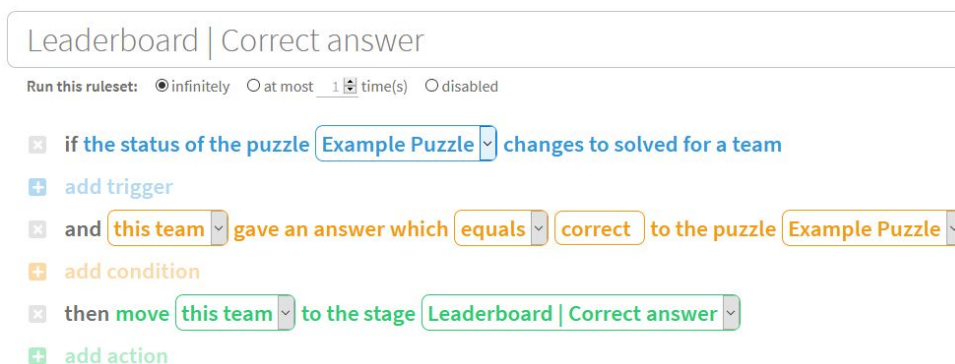 Leaderboard | Correct answer
Run this ruleset: infinitely at most 1 time(s) disabled
if the status of the puzzle Example Puzzle changes to solved for a team
add trigger
and this team gave an answer which equals correct to the puzzle Example Puzzle
add condition
then move this team to the stage Leaderboard | Correct answer
add action